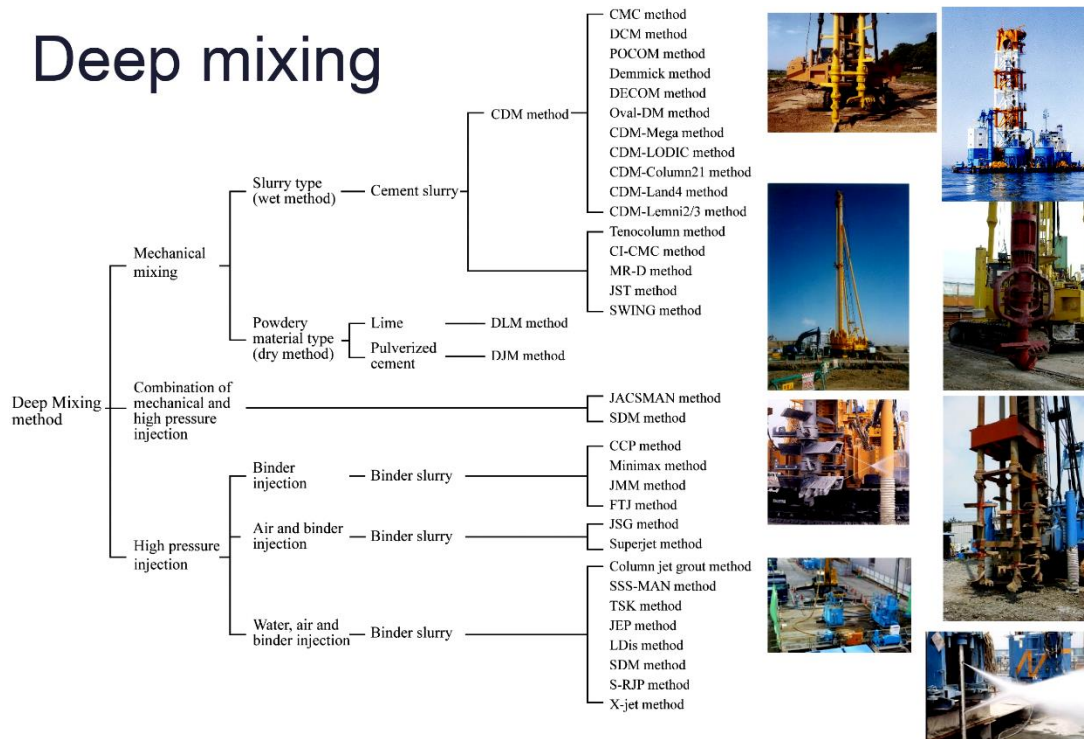 Deep mixing
Deep Mixing
method
Mechanical
mixing
Slurry type
(wet method)
Cement slurry
CDM method
CMC method
DCM method
POCOM method
Demmick method
DECOM method
Oval-DM method
CDM-Mega method
CDM-LODIC method
CDM-Column21 method
CDM-Land4 method
CDM-Lemni2/3 method
Tenocolumn method
CI-CMC method
MR-D method
JST method
SWING method
Powdery
material type
(dry method)
Lime
DLM method
Pulverized
cement
DJM method
Combination of
mechanical and
high pressure
injection
JACSMAN method
SDM method
High pressure
injection
Binder
injection
Binder slurry
CCP method
Minimax method
JMM method
FTJ method
Air and binder
injection
Binder slurry
JSG method
Superjet method
Water, air and
binder injection
Binder slurry
Column jet grout method
SSS-MAN method
TSK method
JEP method
LDis method
SDM method
S-RJP method
X-jet method